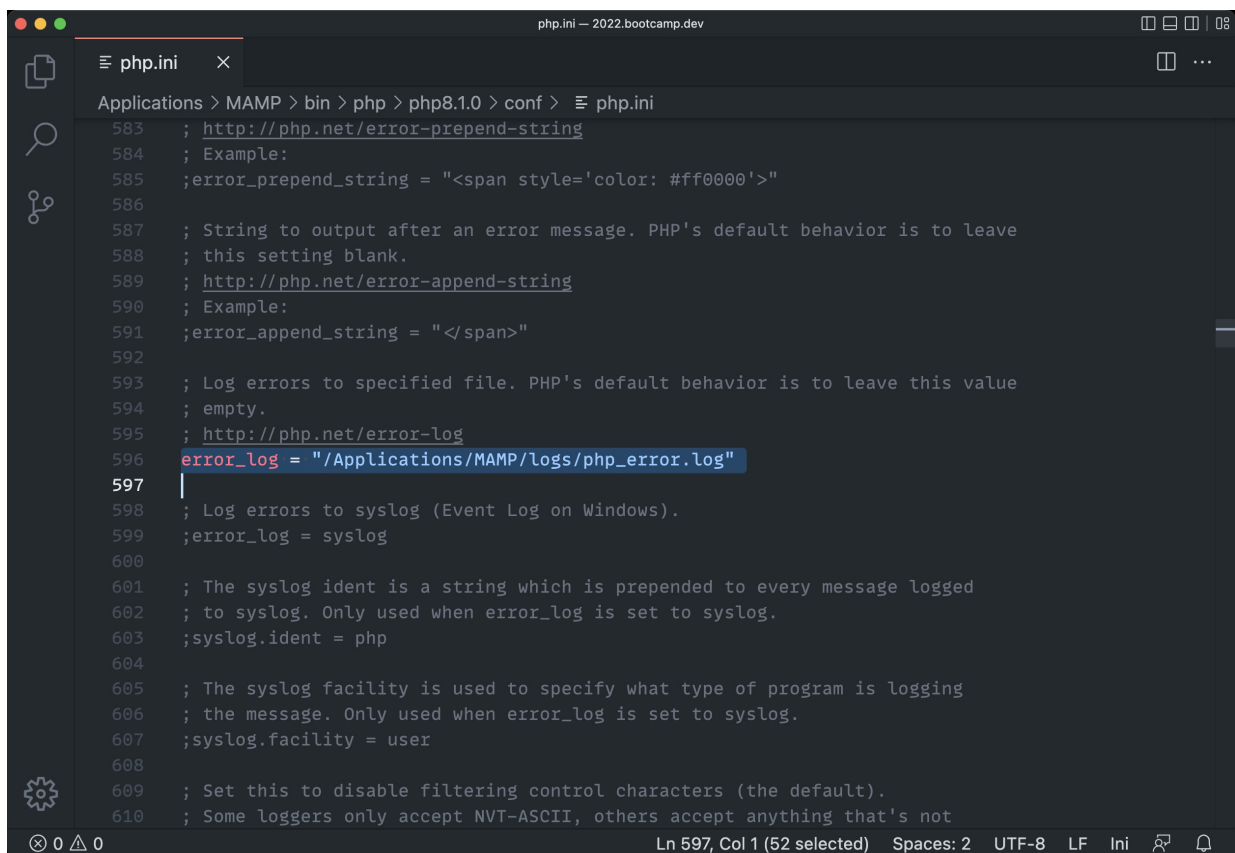 php.ini — 2022.bootcamp.dev
php.ini
Applications > MAMP > bin > php > php8.1.0 > conf > php.ini
583 ; http://php.net/error-prepend-string
584 ; Example:
585 ;error_prepend_string = "<span style='color: #ff0000'>"
586
587 ; String to output after an error message. PHP's default behavior is to leave
588 ; this setting blank.
589 ; http://php.net/error-append-string
590 ; Example:
591 ;error_append_string = "</span>"
592
593 ; Log errors to specified file. PHP's default behavior is to leave this value
594 ; empty.
595 ; http://php.net/error-log
596 error_log = "/Applications/MAMP/logs/php_error.log"
597
598 ; Log errors to syslog (Event Log on Windows).
599 ;error_log = syslog
600
601 ; The syslog ident is a string which is prepended to every message logged
602 ; to syslog. Only used when error_log is set to syslog.
603 ;syslog.ident = php
604
605 ; The syslog facility is used to specify what type of program is logging
606 ; the message. Only used when error_log is set to syslog.
607 ;syslog.facility = user
608
609 ; Set this to disable filtering control characters (the default).
610 ; Some loggers only accept NVT-ASCII, others accept anything that's not
0 0 Ln 597, Col 1 (52 selected) Spaces: 2 UTF-8 LF Ini